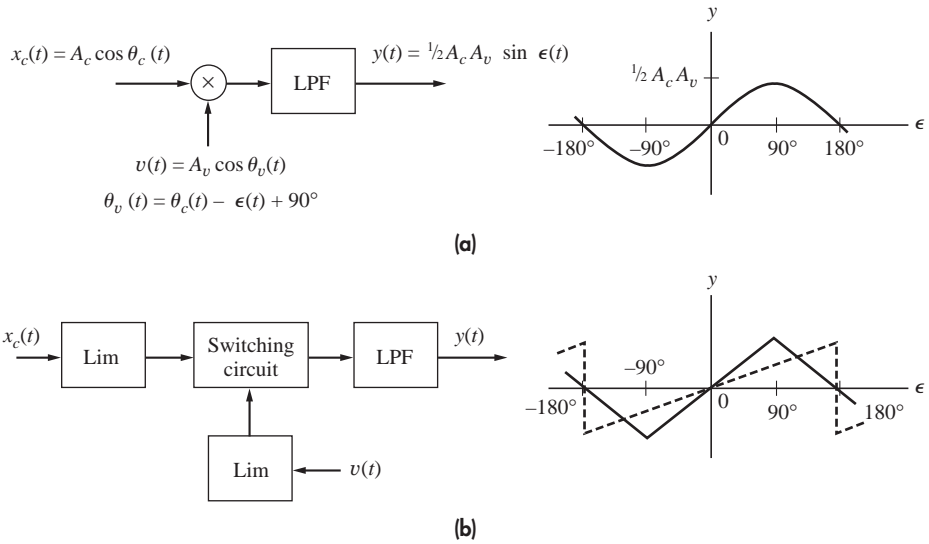 y
x_c(t) = A_c cos θ_c (t)
y(t) = ½ A_c A_v sin ϵ(t)
×
LPF
½ A_c A_v
ϵ
–180°
–90°
0
90°
180°
v(t) = A_v cos θ_v(t)
θ_v (t) = θ_c(t) – ϵ(t) + 90°
(a)
y
x_c(t)
Lim
Switching
circuit
LPF
y(t)
–90°
ϵ
–180°
0
90°
180°
Lim
v(t)
(b)